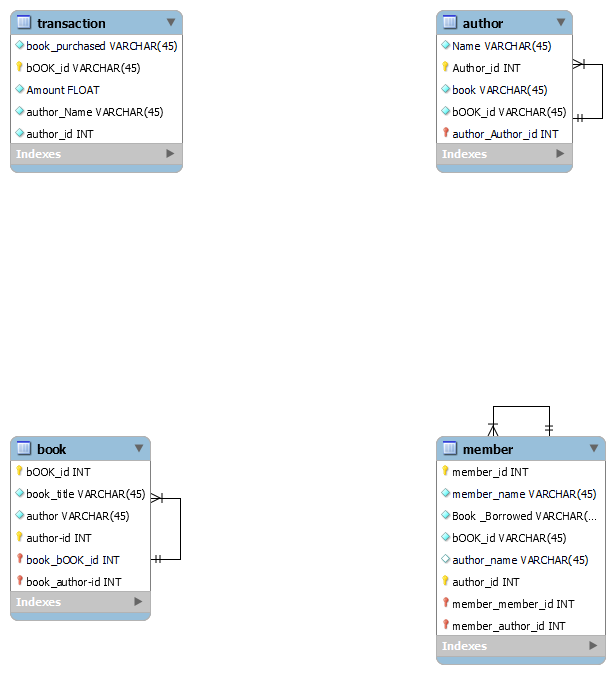 transaction
book_purchased VARCHAR(45)
bOOK_id VARCHAR(45)
Amount FLOAT
author_Name VARCHAR(45)
author_id INT
Indexes
author
Name VARCHAR(45)
Author_id INT
book VARCHAR(45)
bOOK_id VARCHAR(45)
author_Author_id INT
Indexes
book
bOOK_id INT
book_title VARCHAR(45)
author VARCHAR(45)
author-id INT
book_bOOK_id INT
book_author-id INT
Indexes
member
member_id INT
member_name VARCHAR(45)
Book _Borrowed VARCHAR(...
bOOK_id VARCHAR(45)
author_name VARCHAR(45)
author_id INT
member_member_id INT
member_author_id INT
Indexes